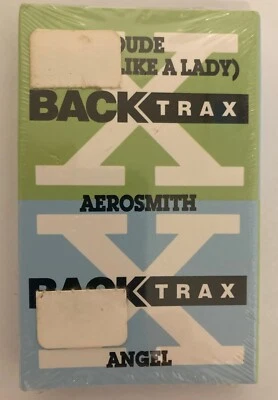 DUDE
LIKE A LADY)
BACK TRAX
AEROSMITH
BACK TRAX
ANGEL